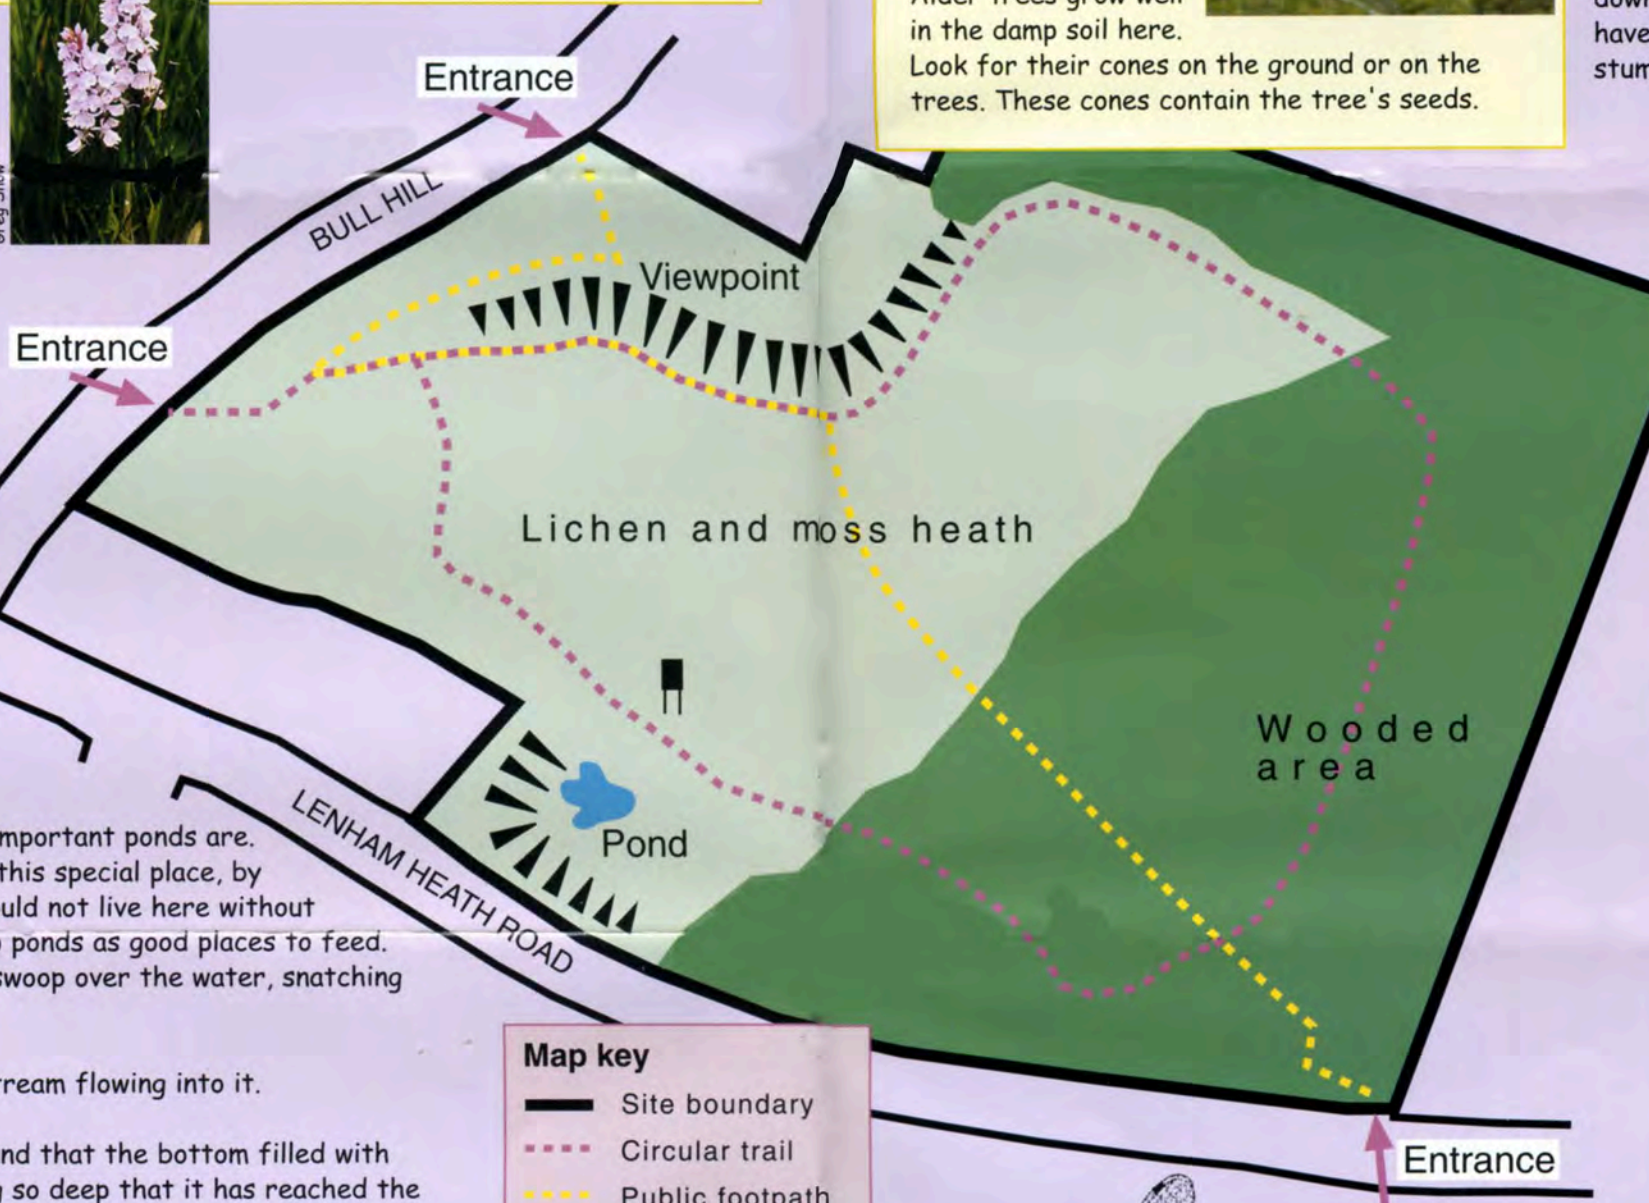 in the damp soil here.
Look for their cones on the ground or on the
trees. These cones contain the tree's seeds.
have
Entrance
BULL HILL
Viewpoint
Entrance
Lichen and moss heath
Wooded
area
Pond
LENHAM HEATH ROAD
important ponds are.
this special place, by
uld not live here without
ponds as good places to feed.
swoop over the water, snatching
ream flowing into it.
nd that the bottom filled with
so deep that it has reached the
Map key
Site boundary
Circular trail
Public footpath
Entrance